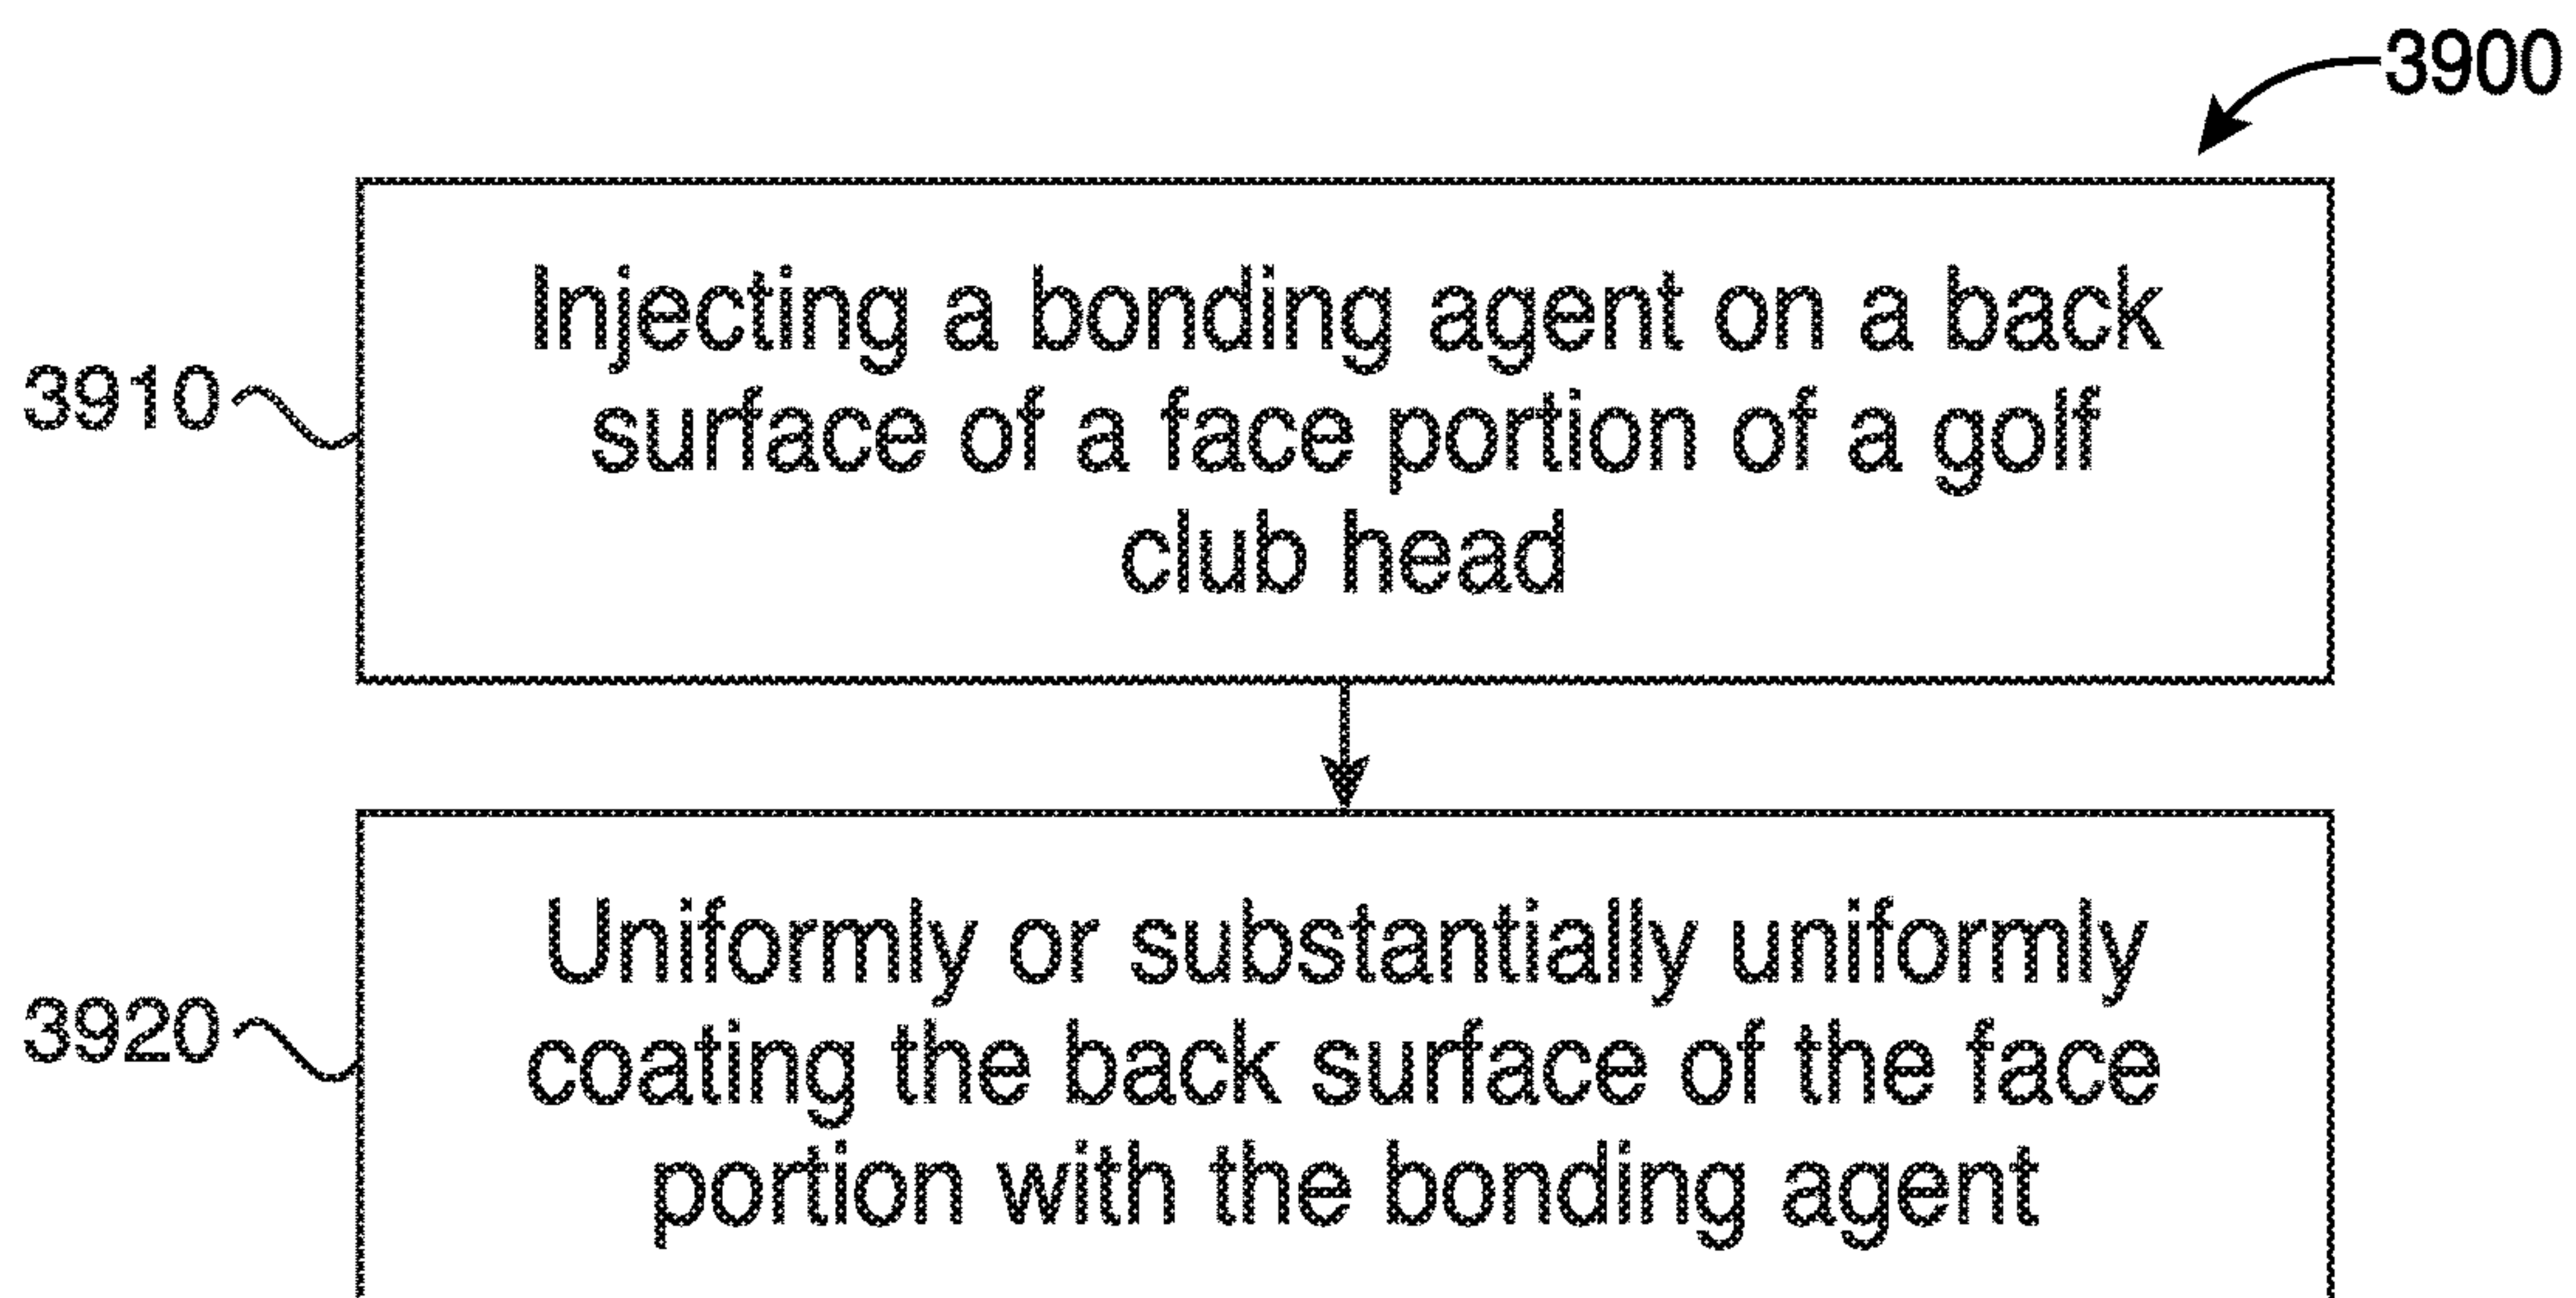 3900
Injecting a bonding agent on a back
surface of a face portion of a golf
club head
3910
Uniformly or substantially uniformly
coating the back surface of the face
portion with the bonding agent
3920